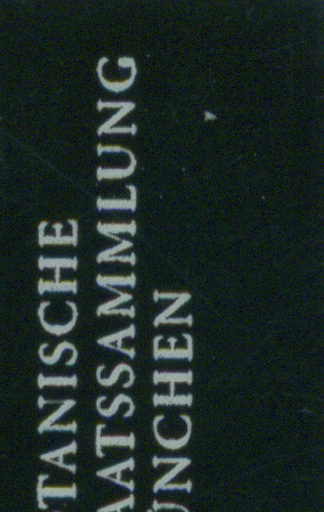 TANISCHE
AATSSAMMLUNG
ÜNCHEN